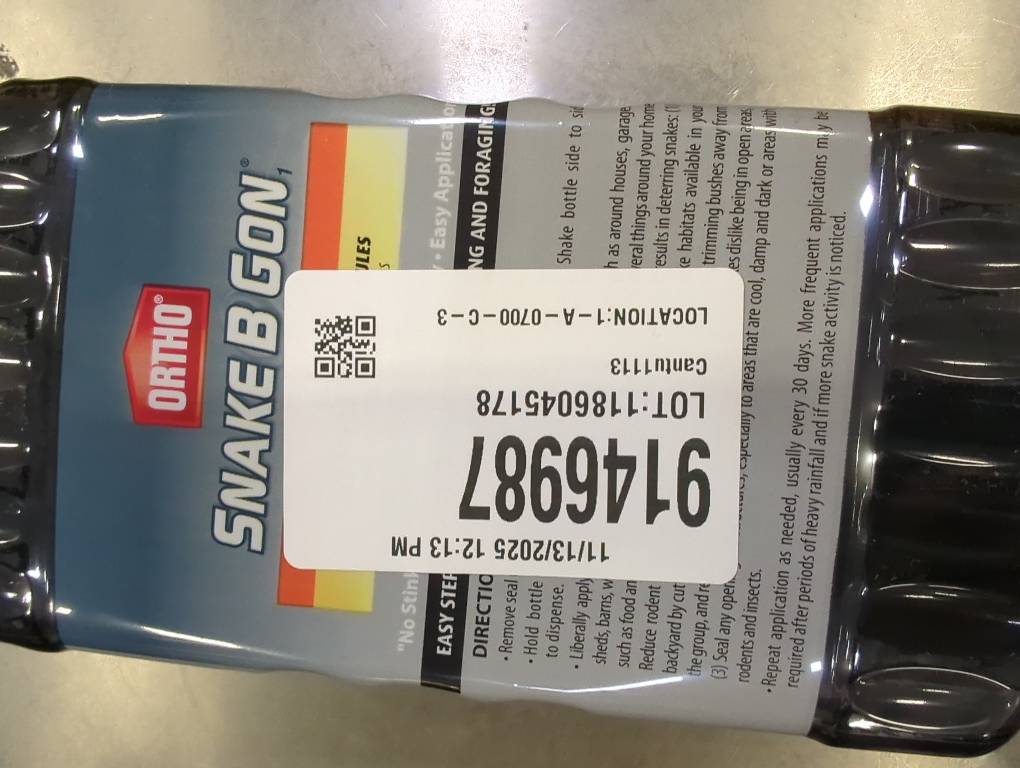 ORTHO®
SNAKE B GON®1
"No Stink • Easy Application
EASY STEP NG AND FORAGING
DIRECTIO
• Remove seal
• Hold bottle Shake bottle side to si
to dispense.
• Liberally apply h as around houses, garage
sheds, barns, w veral things around your home
such as food an results in deterring snakes: (1
Reduce rodent ke habitats available in your
backyard by cut trimming bushes away from
the group, and re es dislike being in open areas
(3) Seal any open especially to areas that are cool, damp and dark or areas with
rodents and insects.
• Repeat application as needed, usually every 30 days. More frequent applications may be
required after periods of heavy rainfall and if more snake activity is noticed.
11/13/2025 12:13 PM
9146987
LOT:1186045178
Cantu1113
LOCATION:1-A-0700-C-3